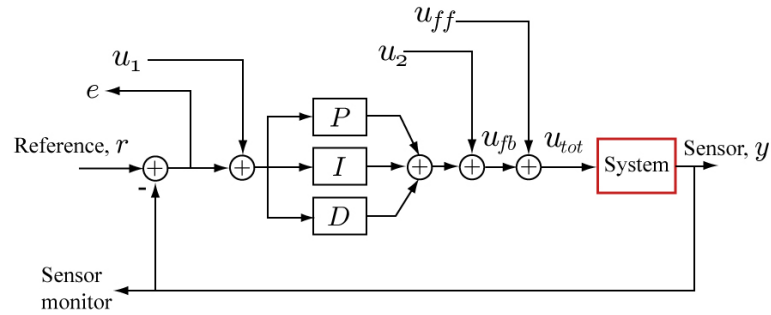 u_ff
u_1
u_2
e
P
Reference, r
u_fb
u_tot
Sensor, y
+
+
I
+
+
+
System
-
D
Sensor
monitor